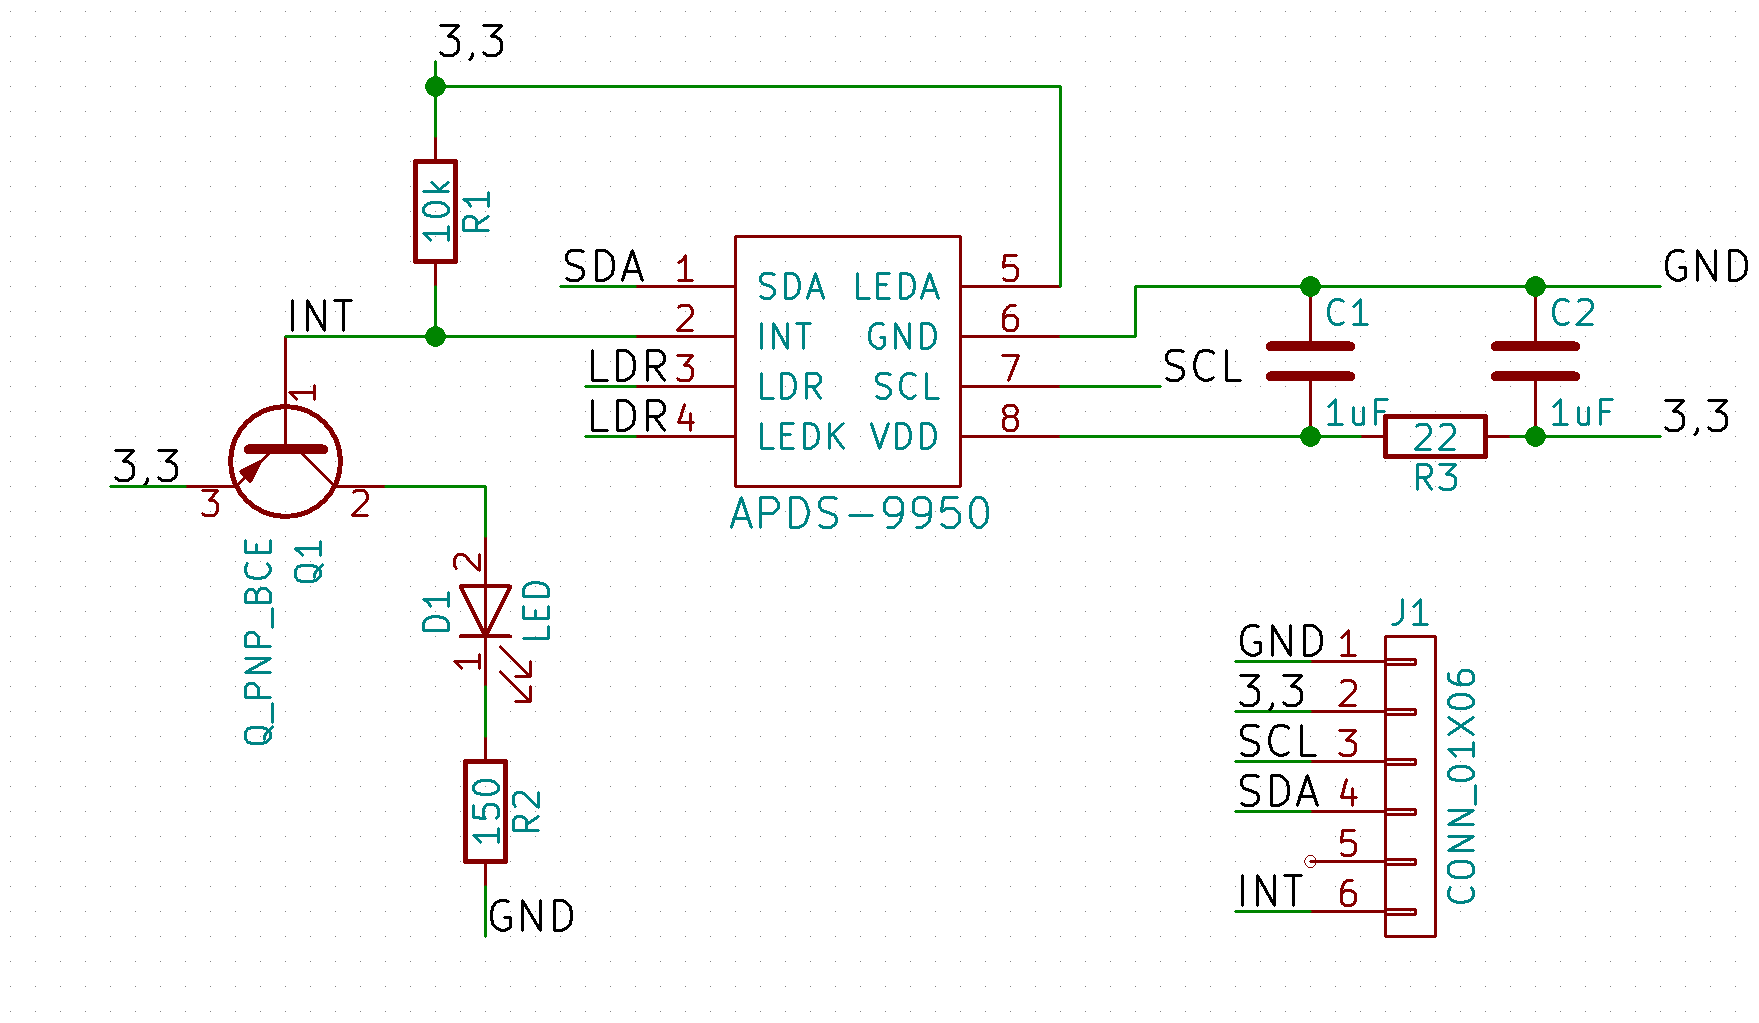 3,3
10k
R1
INT
SDA
1
2
LDR
3
LDR
4
SDA
INT
LDR
LEDK
LEDA
GND
SCL
VDD
5
6
7
8
APDS-9950
SCL
GND
C1
1uF
C2
1uF
22
R3
3,3
3,3
1
3
2
Q_PNP_BCE
Q1
2
D1
LED
1
150
R2
GND
J1
GND 1
3,3 2
SCL 3
SDA 4
5
INT 6
CONN_01X06